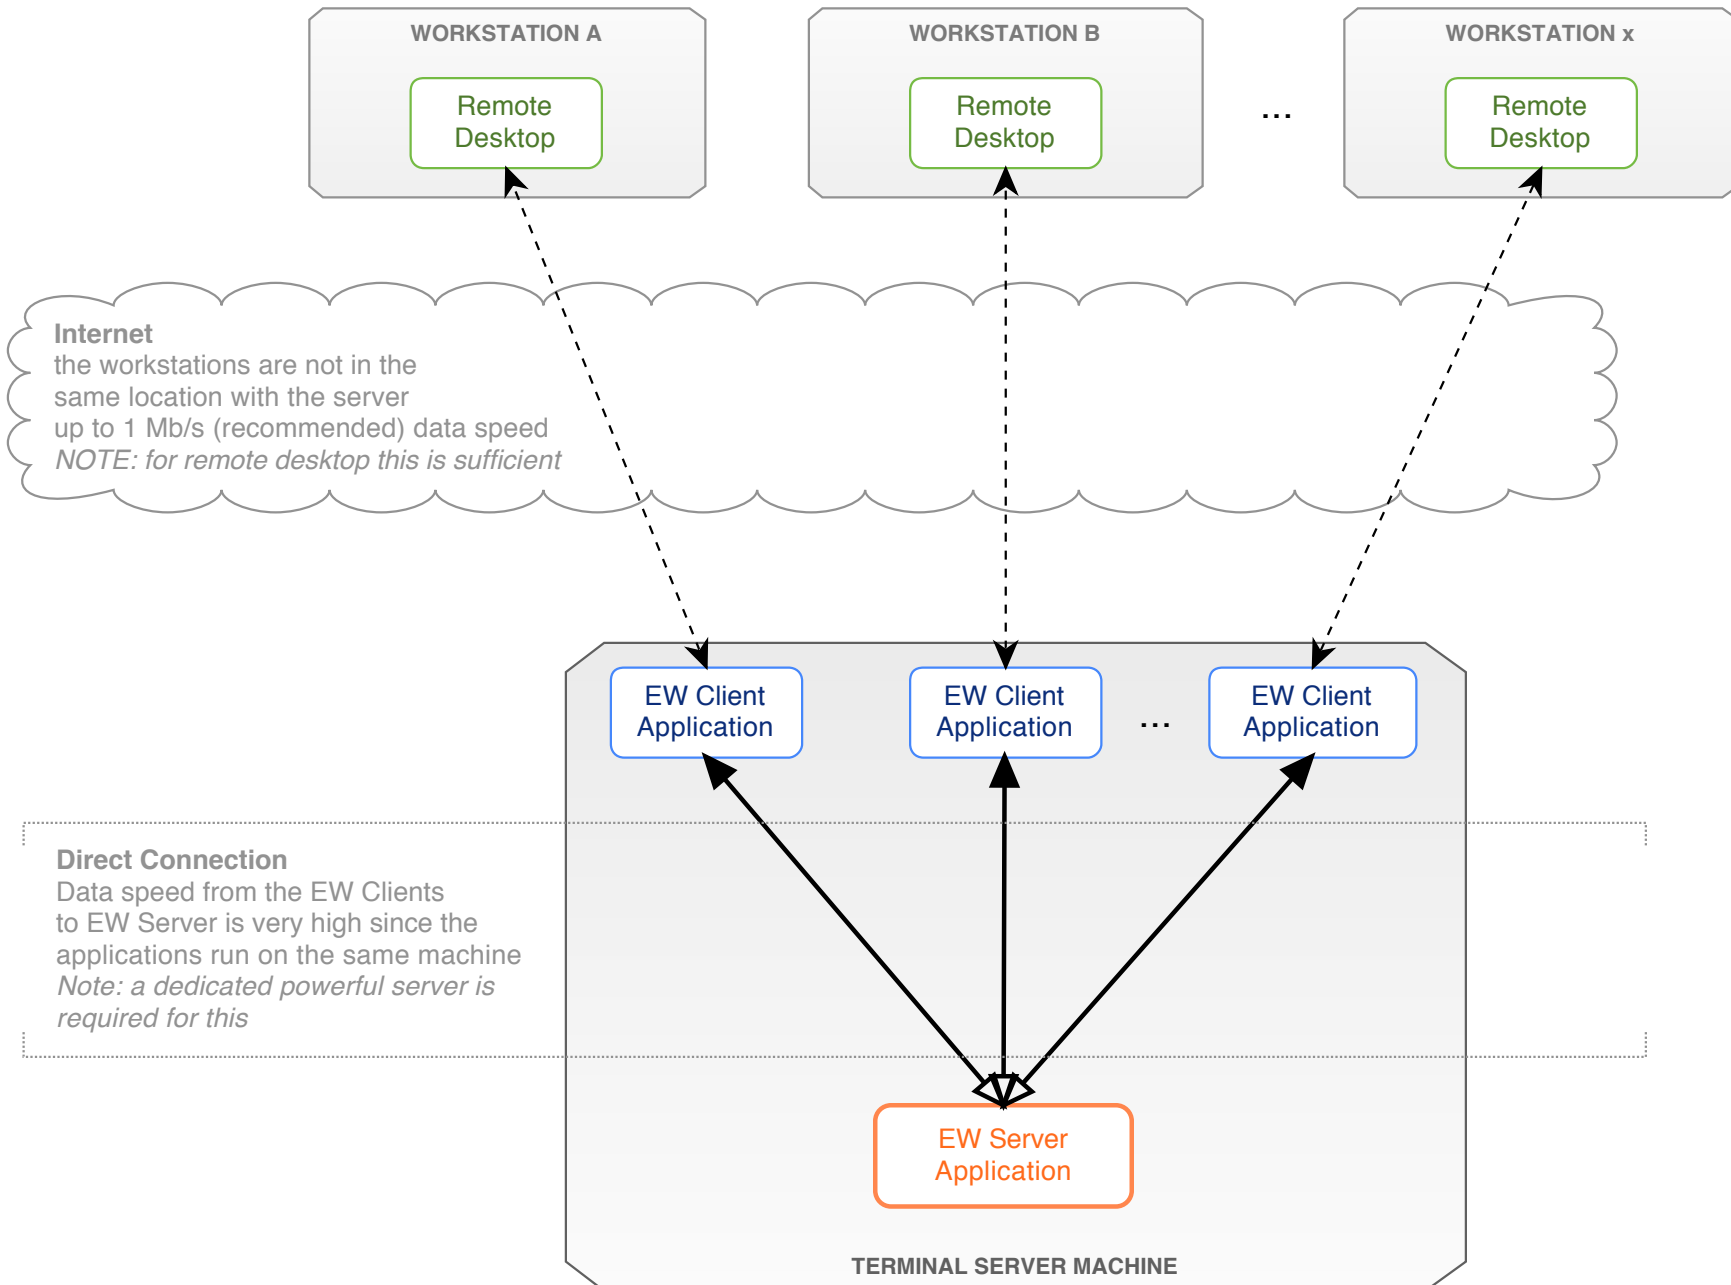 WORKSTATION A
WORKSTATION B
WORKSTATION x
Remote
Desktop
Remote
Desktop
...
Remote
Desktop
Internet
the workstations are not in the
same location with the server
up to 1 Mb/s (recommended) data speed
NOTE: for remote desktop this is sufficient
EW Client
Application
EW Client
Application
...
EW Client
Application
Direct Connection
Data speed from the EW Clients
to EW Server is very high since the
applications run on the same machine
Note: a dedicated powerful server is
required for this
EW Server
Application
TERMINAL SERVER MACHINE